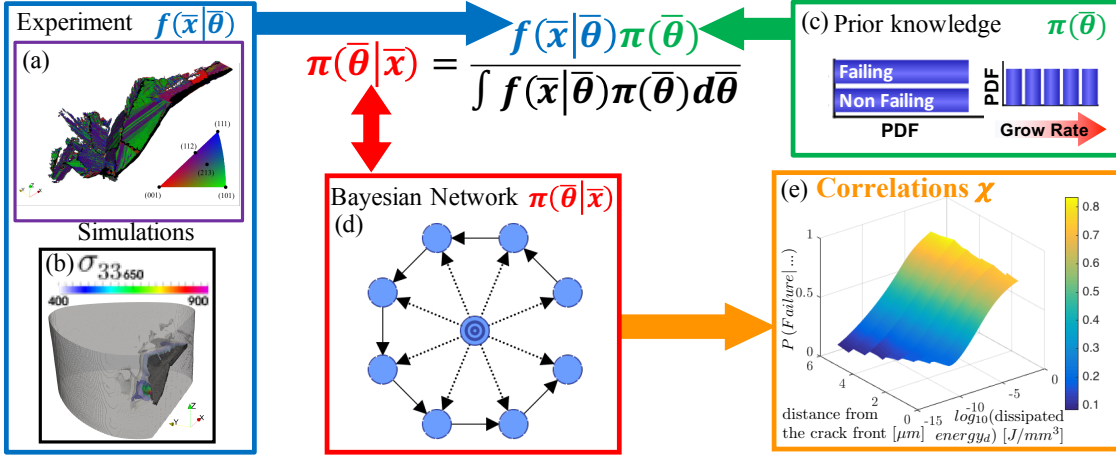 Experiment f(x̅|θ̅)
(a)
(111)
(112)
(213)
(001)
(101)
Simulations
(b)
σ33 650
400 900
Z
Y X
f(x̅|θ̅)π(θ̅)
π(θ̅|x̅) =
∫ f(x̅|θ̅)π(θ̅)dθ̅
(c) Prior knowledge π(θ̅)
Failing
Non Failing
PDF
PDF
Grow Rate
Bayesian Network π(θ̅|x̅)
(d)
(e) Correlations χ
P (Failure|...)
1
0.5
0
6
4
2
0
-15
-10
-5
0
distance from
the crack front [μm]
log10(dissipated
energy_d) [J/mm³]
0.8
0.7
0.6
0.5
0.4
0.3
0.2
0.1